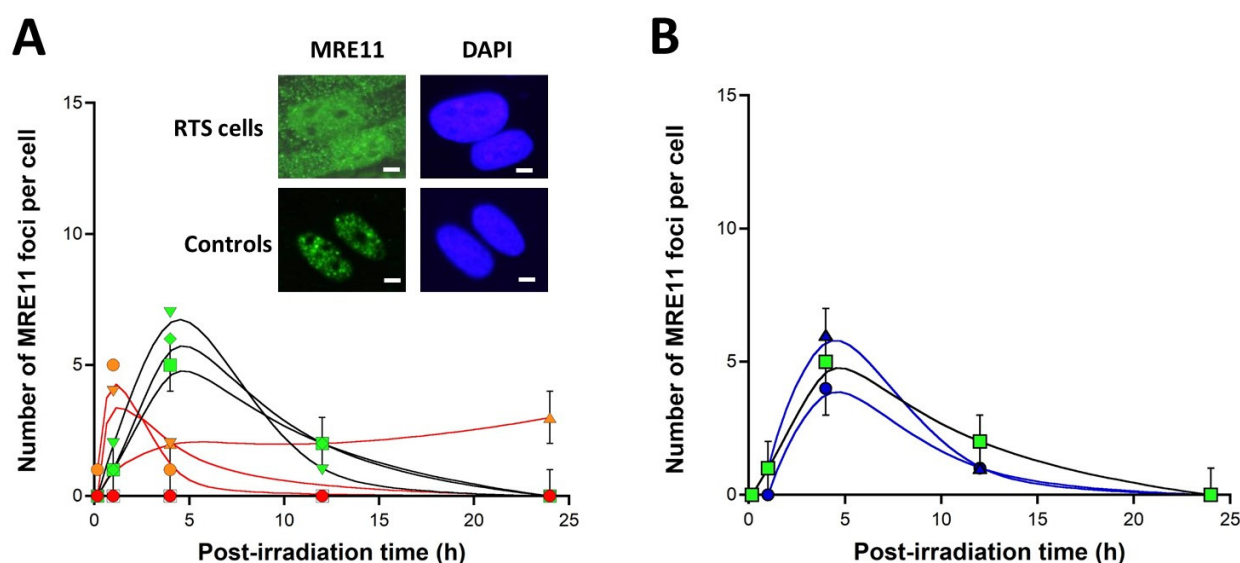 A
MRE11 DAPI
RTS cells
Controls
Number of MRE11 foci per cell
15
10
5
0
0 5 10 15 20 25
Post-irradiation time (h)
B
Number of MRE11 foci per cell
15
10
5
0
0 5 10 15 20 25
Post-irradiation time (h)